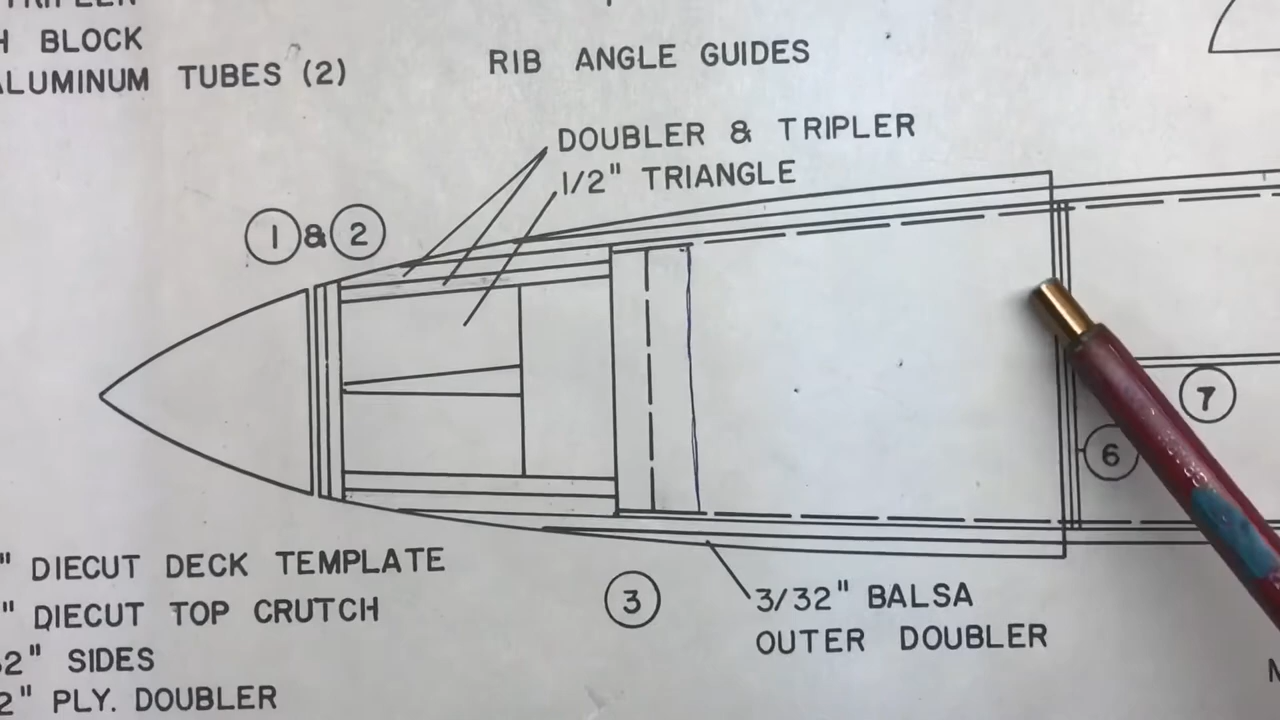 BLOCK
TUBES (2)
RIB ANGLE GUIDES
DOUBLER & TRIPLER
1/2" TRIANGLE
1 & 2
7
6
3
3/32" BALSA
OUTER DOUBLER
" DIECUT DECK TEMPLATE
" DIECUT TOP CRUTCH
2" SIDES
2" PLY. DOUBLER